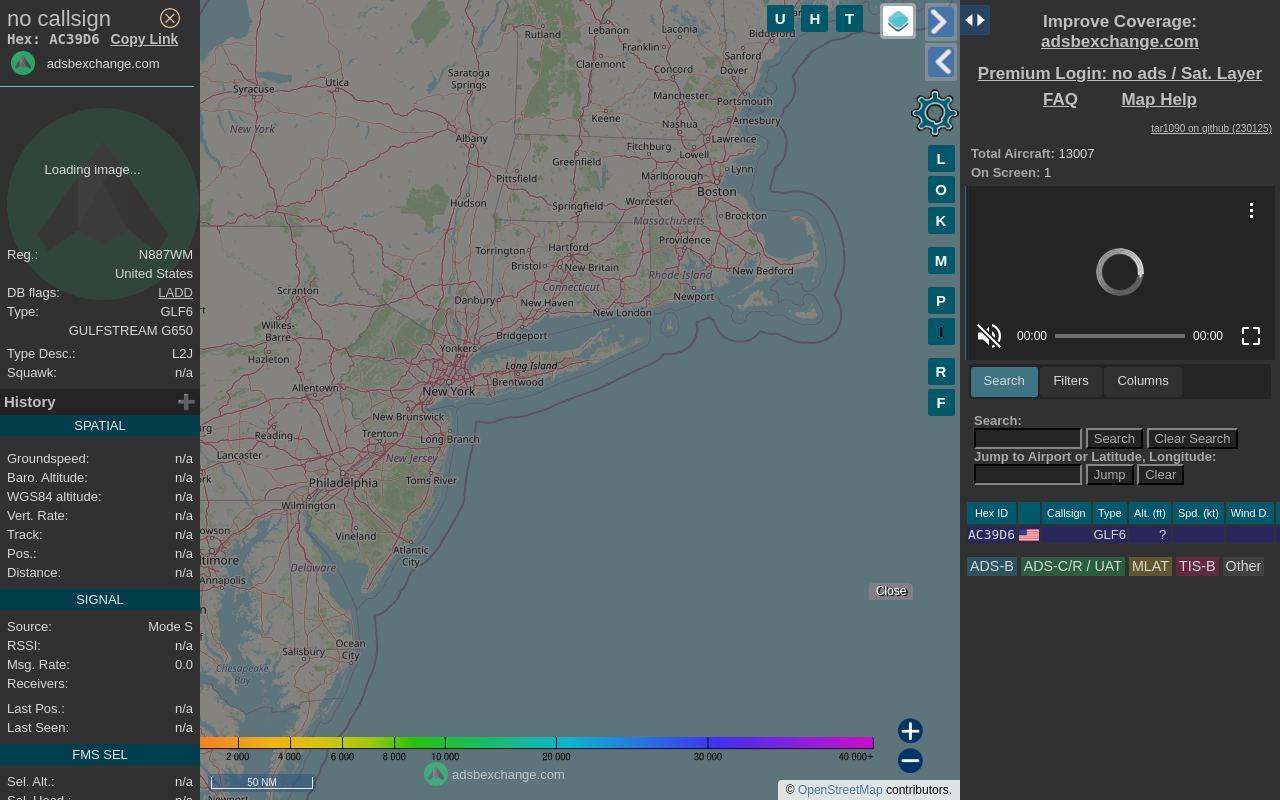 no callsign
Hex: AC39D6 Copy Link
adsbexchange.com
Loading image...
Reg.: N887WM
United States
DB flags: LADD
Type: GLF6
GULFSTREAM G650
Type Desc.: L2J
Squawk: n/a
History
SPATIAL
Groundspeed: n/a
Baro. Altitude: n/a
WGS84 altitude: n/a
Vert. Rate: n/a
Track: n/a
Pos.: n/a
Distance: n/a
SIGNAL
Source: Mode S
RSSI: n/a
Msg. Rate: 0.0
Receivers:
Last Pos.: n/a
Last Seen: n/a
FMS SEL
Sel. Alt.: n/a
Sel. Head.: n/a
U H T
L
O
K
M
P
I
R
F
Rutland
Lebanon
Laconia
Biddeford
Franklin
Sanford
Claremont
Dover
Concord
Saratoga
Springs
Utica
Syracuse
Manchester
Portsmouth
Keene
Amesbury
Nashua
New York
Albany
Lawrence
Fitchburg
Lowell
Greenfield
Lynn
Pittsfield
Marlborough
Boston
Worcester
Hudson
Springfield
Brockton
Massachusetts
Providence
Torrington
Hartford
Bristol
New Britain
Rhode Island
New Bedford
Connecticut
Scranton
Danbury
New Haven
Newport
New London
Wilkes-
Barre
Bridgeport
Yonkers
Hazleton
Long Island
Brentwood
Allentown
New York
New Brunswick
Reading
Trenton
Long Branch
Lancaster
New Jersey
Toms River
Philadelphia
Wilmington
Vineland
Atlantic
City
Delaware
Annapolis
Ocean
City
Salisbury
Chesapeake
Bay
Close
2 000 4 000 6 000 8 000 10 000 20 000 30 000 40 000+
adsbexchange.com
50 NM
© OpenStreetMap contributors.
Improve Coverage:
adsbexchange.com
Premium Login: no ads / Sat. Layer
FAQ Map Help
tar1090 on github (230125)
Total Aircraft: 13007
On Screen: 1
00:00 00:00
Search Filters Columns
Search:
Search Clear Search
Jump to Airport or Latitude, Longitude:
Jump Clear
Hex ID Callsign Type Alt. (ft) Spd. (kt) Wind D.
AC39D6 GLF6 ?
ADS-B ADS-C/R / UAT MLAT TIS-B Other